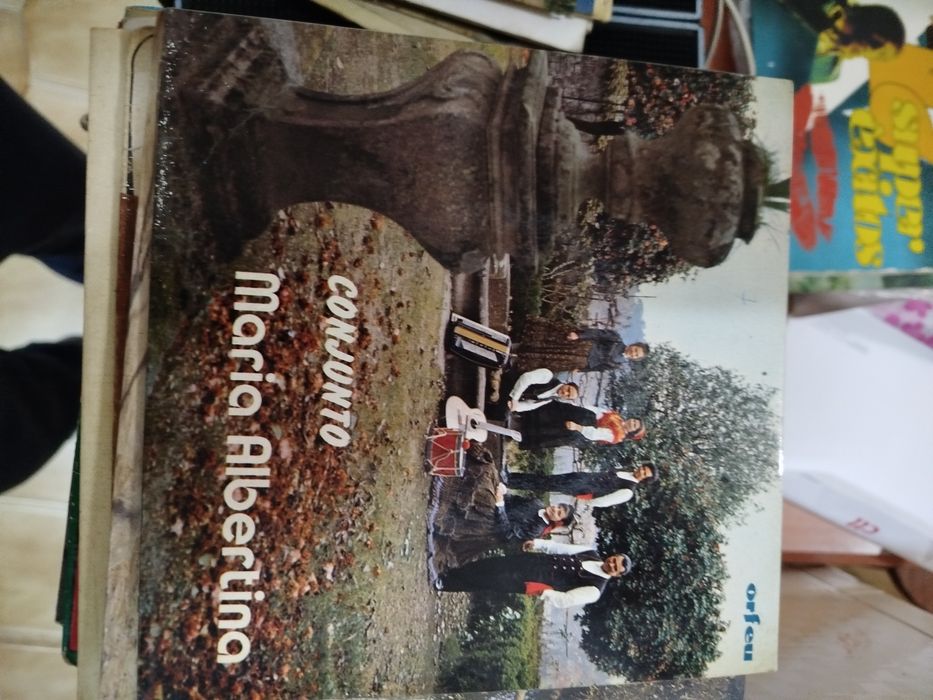 orfeu
CONJUNTO
Maria Albertina
super
êxitos